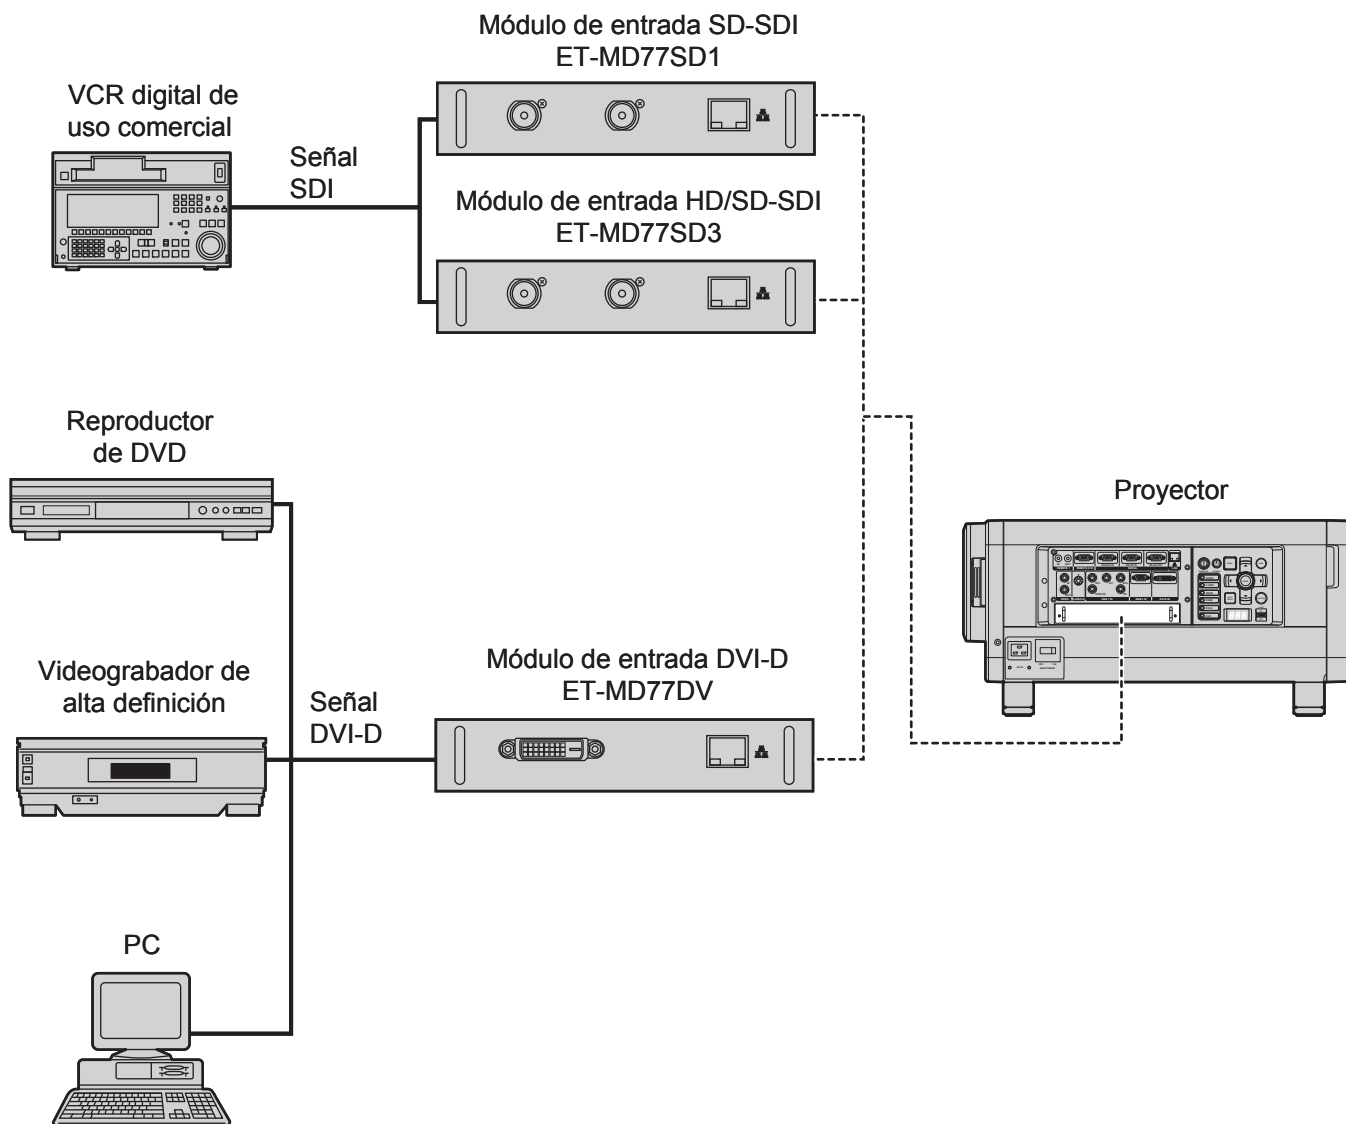 Módulo de entrada SD-SDI
ET-MD77SD1
VCR digital de
uso comercial
Señal
SDI
Módulo de entrada HD/SD-SDI
ET-MD77SD3
Reproductor
de DVD
Proyector
Videograbador de
alta definición
Señal
DVI-D
Módulo de entrada DVI-D
ET-MD77DV
PC